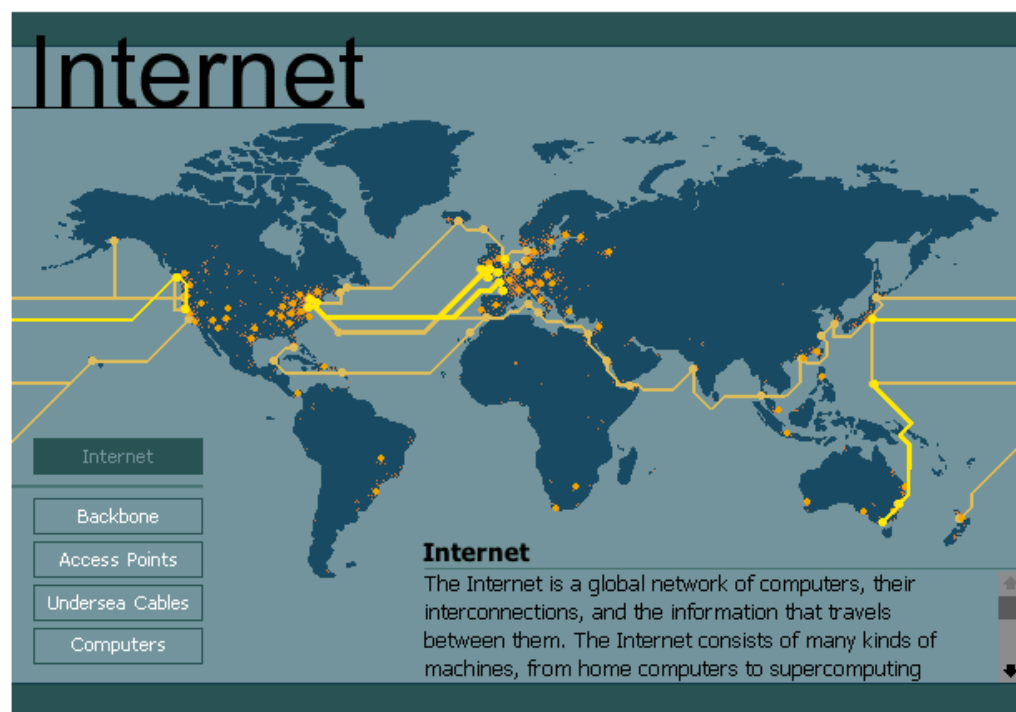 Internet
Internet
Backbone
Access Points
Undersea Cables
Computers
Internet
The Internet is a global network of computers, their
interconnections, and the information that travels
between them. The Internet consists of many kinds of
machines, from home computers to supercomputing